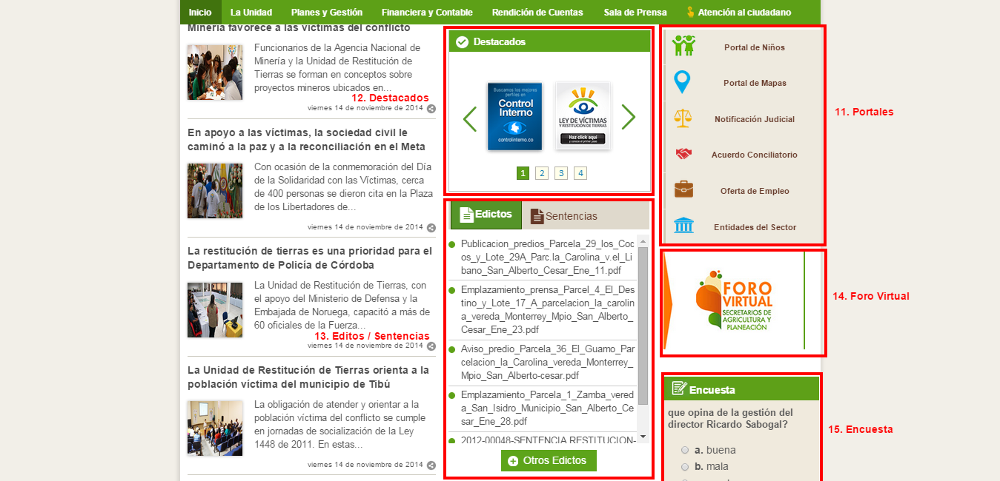 Inicio
La Unidad
Planes y Gestión
Financiera y Contable
Rendición de Cuentas
Sala de Prensa
Atención al ciudadano
Minería favorece a las víctimas del conflicto
Funcionarios de la Agencia Nacional de
Minería y la Unidad de Restitución de
Tierras se forman en conceptos sobre
proyectos mineros ubicados en...
12. Destacados
viernes 14 de noviembre de 2014
En apoyo a las víctimas, la sociedad civil le
caminó a la paz y a la reconciliación en el Meta
Con ocasión de la conmemoración del Día
de la Solidaridad con las Víctimas, cerca
de 400 personas se dieron cita en la Plaza
de los Libertadores de...
viernes 14 de noviembre de 2014
La restitución de tierras es una prioridad para el
Departamento de Policía de Córdoba
La Unidad de Restitución de Tierras, con
el apoyo del Ministerio de Defensa y la
Embajada de Noruega, capacitó a más de
60 oficiales de la Fuerza...
13. Editos / Sentencias
viernes 14 de noviembre de 2014
La Unidad de Restitución de Tierras orienta a la
población víctima del municipio de Tibú
La obligación de atender y orientar a la
población víctima del conflicto se cumple
en jornadas de socialización de la Ley
1448 de 2011. En estas...
viernes 14 de noviembre de 2014
Destacados
Buscamos los mejores
perfiles en
Control
Interno
controlinterno.co
LEY DE VÍCTIMAS
Y RESTITUCIÓN DE TIERRAS
Haz click aquí
y conoce el primer paso
1
2
3
4
Edictos
Sentencias
Publicacion_predios_Parcela_29_los_Coc
os_y_Lote_29A_Parc.la_Carolina_v.el_Li
bano_San_Alberto_Cesar_Ene_11.pdf
Emplazamiento_prensa_Parcel_4_El_Des
tino_y_Lote_17_A_parcelacion_la_carolin
a_vereda_Monterrey_Mpio_San_Alberto_
Cesar_Ene_23.pdf
Aviso_predio_Parcela_36_El_Guamo_Par
celacion_la_Carolina_vereda_Monterrey_
Mpio_San_Alberto-cesar.pdf
Emplazamiento_Parcela_1_Zamba_vered
a_San_Isidro_Municipio_San_Alberto_Ce
sar_Ene_28.pdf
2012-00048-SENTENCIA RESTITUCION-
Otros Edictos
Portal de Niños
Portal de Mapas
Notificación Judicial
Acuerdo Conciliatorio
Oferta de Empleo
Entidades del Sector
11. Portales
FORO
VIRTUAL
SECRETARIOS DE
AGRICULTURA Y
PLANEACIÓN
14. Foro Virtual
Encuesta
que opina de la gestión del
director Ricardo Sabogal?
a. buena
b. mala
15. Encuesta